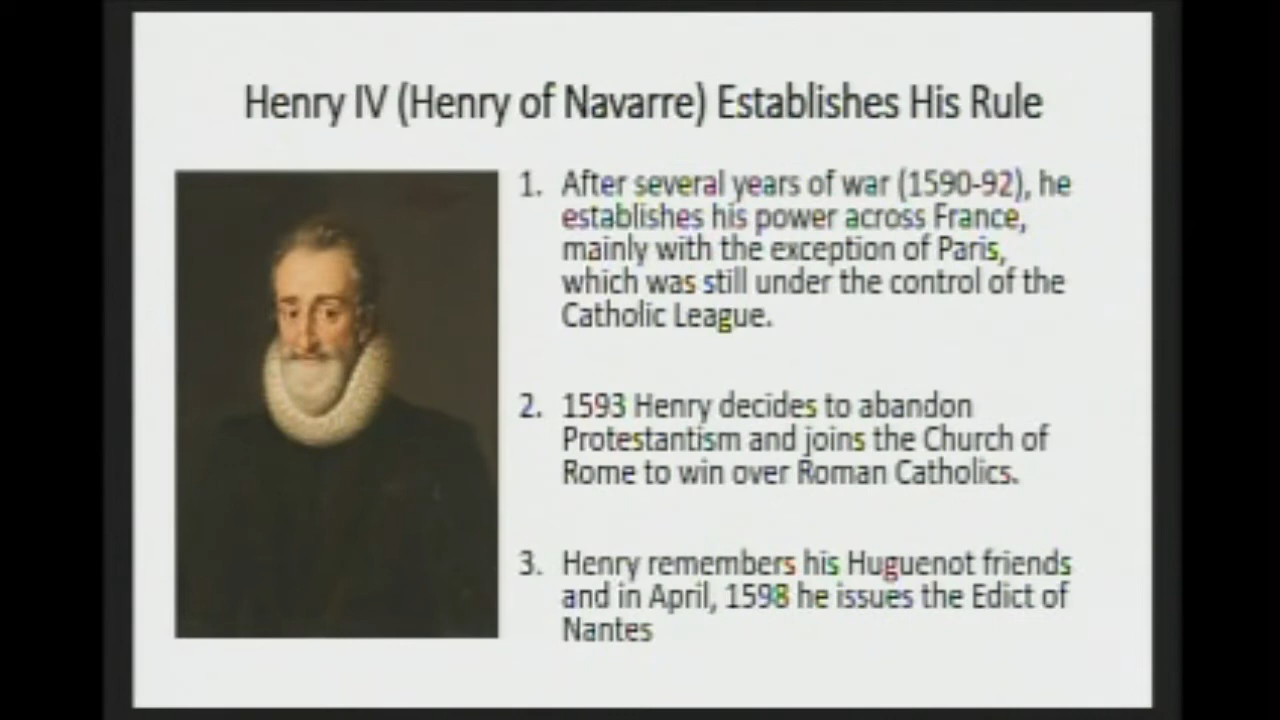 Henry IV (Henry of Navarre) Establishes His Rule
1. After several years of war (1590-92), he
establishes his power across France,
mainly with the exception of Paris,
which was still under the control of the
Catholic League.
2. 1593 Henry decides to abandon
Protestantism and joins the Church of
Rome to win over Roman Catholics.
3. Henry remembers his Huguenot friends
and in April, 1598 he issues the Edict of
Nantes